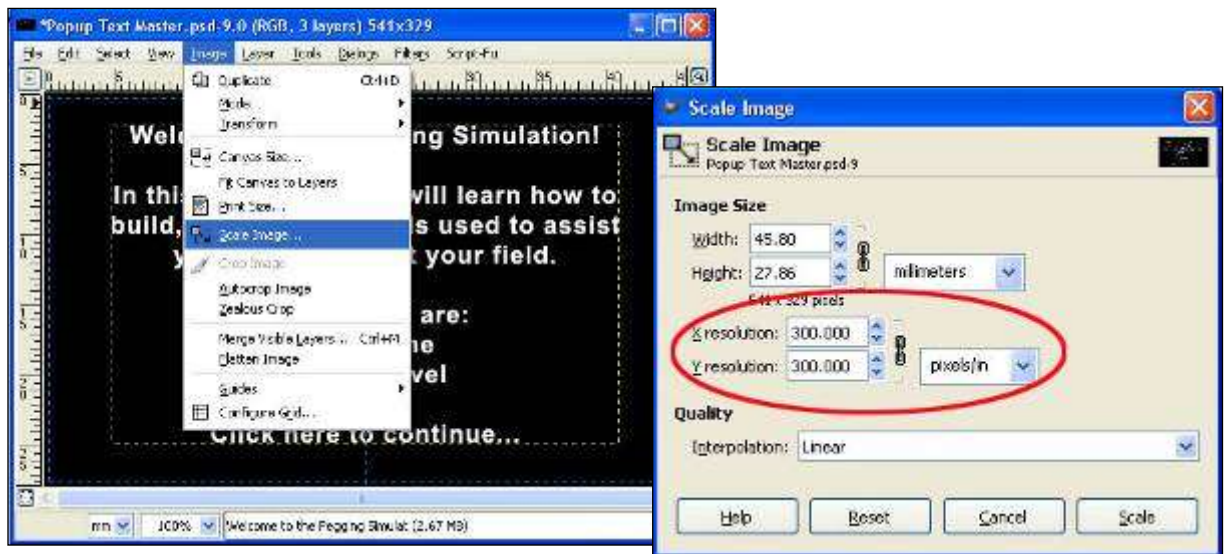 *Popup Text Master.psd-9.0 (RGB, 3 layers) 541x329
File Edit Select View Image Layer Tools Dialogs Filters Script-Fu
Duplicate Ctrl+D
Mode
Transform
Canvas Size...
Fit Canvas to Layers
Print Size...
Scale Image...
Crop Image
Autocrop Image
Zealous Crop
Merge Visible Layers... Ctrl+M
Flatten Image
Guides
Configure Grid...
ng Simulation!
In this will learn how to
build, s used to assist
y t your field.
are:
ne
vel
Click here to continue...
mm 100% Welcome to the Pegging Simulat (2.67 MB)
Scale Image
Scale Image
Popup Text Master.psd-9
Image Size
Width: 45.80
Height: 27.86 milimeters
541 x 329 pixels
X resolution: 300.000
Y resolution: 300.000 pixels/in
Quality
Interpolation: Linear
Help Reset Cancel Scale